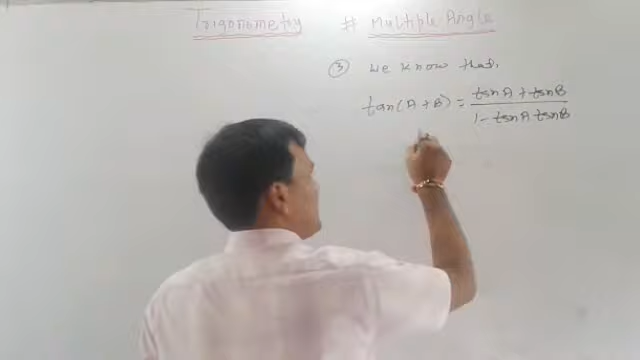 Trigonometry # Multiple Angle
③ We know that,
tan(A + B) = tanA + tanB
1 - tanA tanB